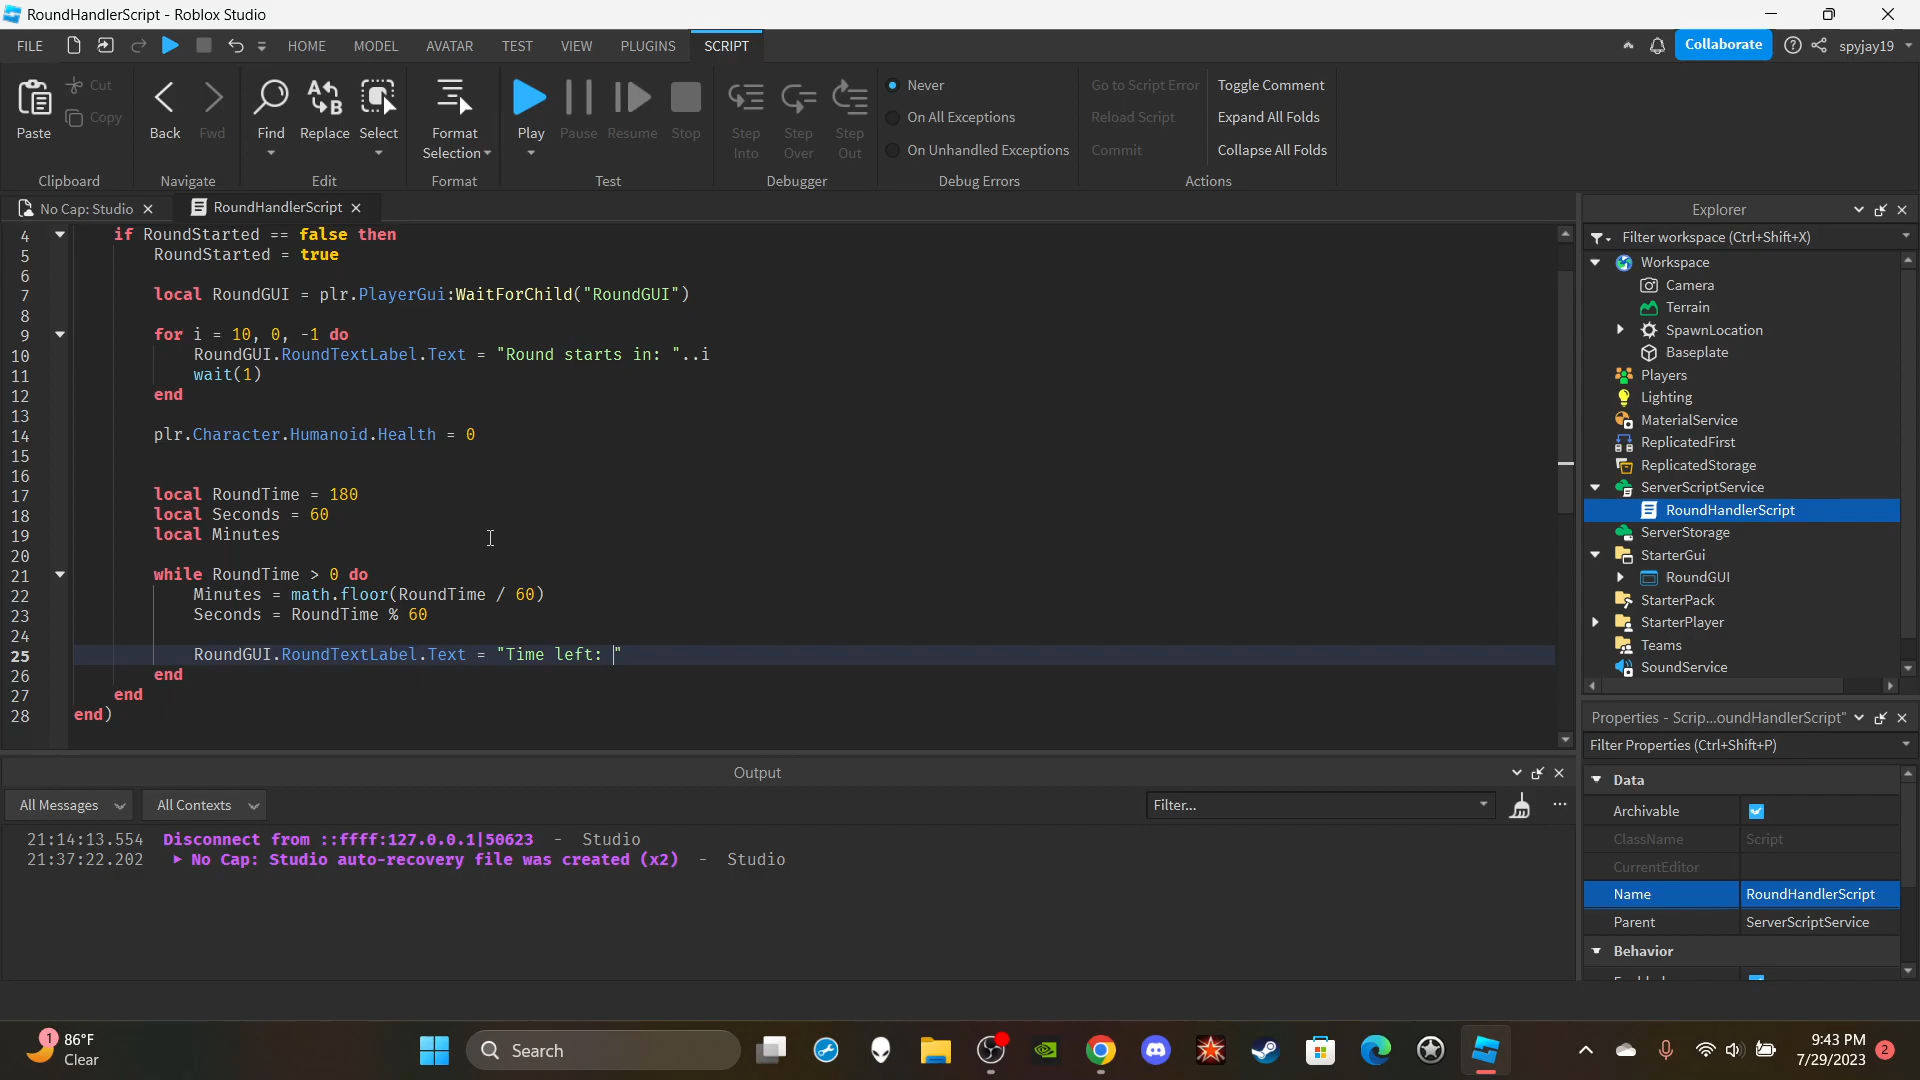 RoundHandlerScript - Roblox Studio
FILE HOME MODEL AVATAR TEST VIEW PLUGINS SCRIPT Collaborate spyjay19
Paste Cut Copy
Clipboard
Back Fwd
Navigate
Find Replace Select
Edit
Format
Selection
Format
Play Pause Resume Stop
Test
Step Into Step Over Step Out
Debugger
Never
On All Exceptions
On Unhandled Exceptions
Debug Errors
Go to Script Error
Reload Script
Commit
Toggle Comment
Expand All Folds
Collapse All Folds
Actions
No Cap: Studio RoundHandlerScript
4 if RoundStarted == false then
5 RoundStarted = true
6
7 local RoundGUI = plr.PlayerGui:WaitForChild("RoundGUI")
8
9 for i = 10, 0, -1 do
10 RoundGUI.RoundTextLabel.Text = "Round starts in: "..i
11 wait(1)
12 end
13
14 plr.Character.Humanoid.Health = 0
15
16
17 local RoundTime = 180
18 local Seconds = 60
19 local Minutes
20
21 while RoundTime > 0 do
22 Minutes = math.floor(RoundTime / 60)
23 Seconds = RoundTime % 60
24
25 RoundGUI.RoundTextLabel.Text = "Time left: "
26 end
27 end
28 end)
Output
All Messages All Contexts Filter...
21:14:13.554 Disconnect from ::ffff:127.0.0.1|50623 - Studio
21:37:22.202 No Cap: Studio auto-recovery file was created (x2) - Studio
Explorer
Filter workspace (Ctrl+Shift+X)
Workspace
Camera
Terrain
SpawnLocation
Baseplate
Players
Lighting
MaterialService
ReplicatedFirst
ReplicatedStorage
ServerScriptService
RoundHandlerScript
ServerStorage
StarterGui
RoundGUI
StarterPack
StarterPlayer
Teams
SoundService
Properties - Scrip...oundHandlerScript"
Filter Properties (Ctrl+Shift+P)
Data
Archivable
ClassName Script
CurrentEditor
Name RoundHandlerScript
Parent ServerScriptService
Behavior
1 86°F
Clear
Search
9:43 PM
7/29/2023 2